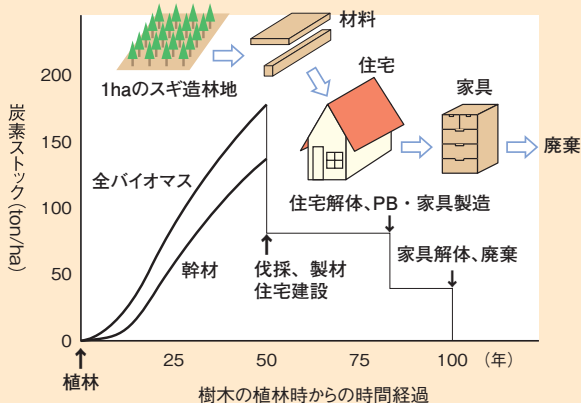 材料
1haのスギ造林地
住宅
家具
廃棄
炭素ストック(ton/ha)
200
150
100
50
0
全バイオマス
幹材
住宅解体、PB・家具製造
伐採、製材
住宅建設
家具解体、廃棄
25
50
75
100
(年)
植林
樹木の植林時からの時間経過